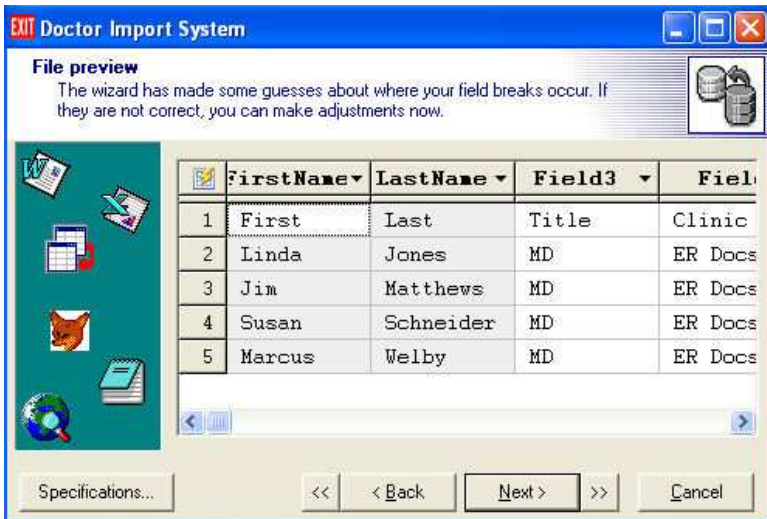 EXIT Doctor Import System
File preview
The wizard has made some guesses about where your field breaks occur. If
they are not correct, you can make adjustments now.
FirstName LastName Field3 Fiel
1 First Last Title Clinic
2 Linda Jones MD ER Docs
3 Jim Matthews MD ER Docs
4 Susan Schneider MD ER Docs
5 Marcus Welby MD ER Docs
Specifications... << < Back Next > >> Cancel